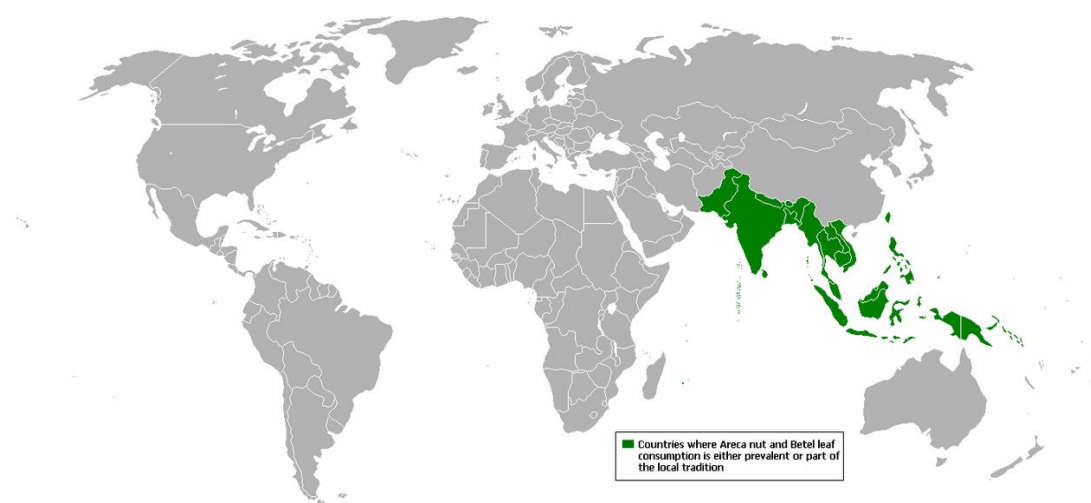 Countries where Areca nut and Betel leaf
consumption is either prevalent or part of
the local tradition